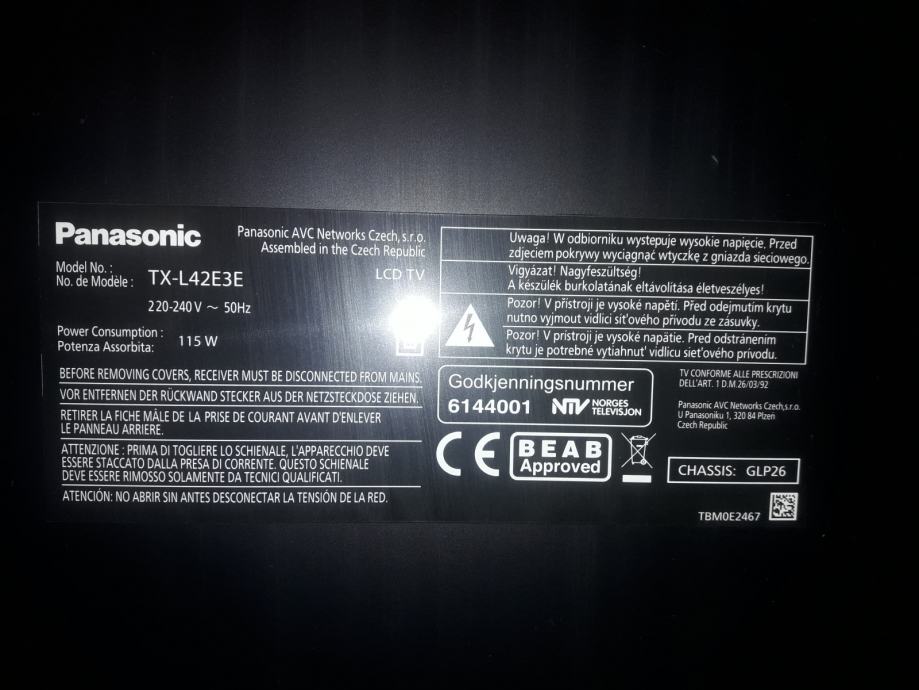 Panasonic
Panasonic AVC Networks Czech, s.r.o.
Assembled in the Czech Republic
Model No. :
No. de Modèle :
TX-L42E3E
LCD TV
220-240 V ~ 50Hz
Power Consumption :
Potenza Assorbita:
115 W
BEFORE REMOVING COVERS, RECEIVER MUST BE DISCONNECTED FROM MAINS.
VOR ENTFERNEN DER RÜCKWAND STECKER AUS DER NETZSTECKDOSE ZIEHEN.
RETIRER LA FICHE MÂLE DE LA PRISE DE COURANT AVANT D'ENLEVER
LE PANNEAU ARRIERE.
ATTENZIONE : PRIMA DI TOGLIERE LO SCHIENALE, L'APPARECCHIO DEVE
ESSERE STACCATO DALLA PRESA DI CORRENTE. QUESTO SCHIENALE
DEVE ESSERE RIMOSSO SOLAMENTE DA TECNICI QUALIFICATI.
ATENCIÓN: NO ABRIR SIN ANTES DESCONECTAR LA TENSIÓN DE LA RED.
Uwaga! W odbiorniku wystepuje wysokie napięcie. Przed
zdjeciem pokrywy wyciągnąć wtyczkę z gniazda sieciowego.
Vigyázat! Nagyfeszültség!
A készülék burkolatának eltávolítása életveszélyes!
Pozor! V přístroji je vysoké napětí. Před odejmutím krytu
nutno vyjmout vidlici síťového přívodu ze zásuvky.
Pozor! V pristroji je vysoké napätie. Pred odstránením
krytu je potrebné vytiahnuť vidlicu sieťového prívodu.
Godkjenningsnummer
6144001 NTV NORGES
TELEVISJON
TV CONFORME ALLE PRESCRIZIONI
DELL'ART. 1 D.M.26/03/92
Panasonic AVC Networks Czech,s.r.o.
U Panasoniku 1, 320 84 Plzeň
Czech Republic
CE
BEAB
Approved
CHASSIS: GLP26
TBM0E2467